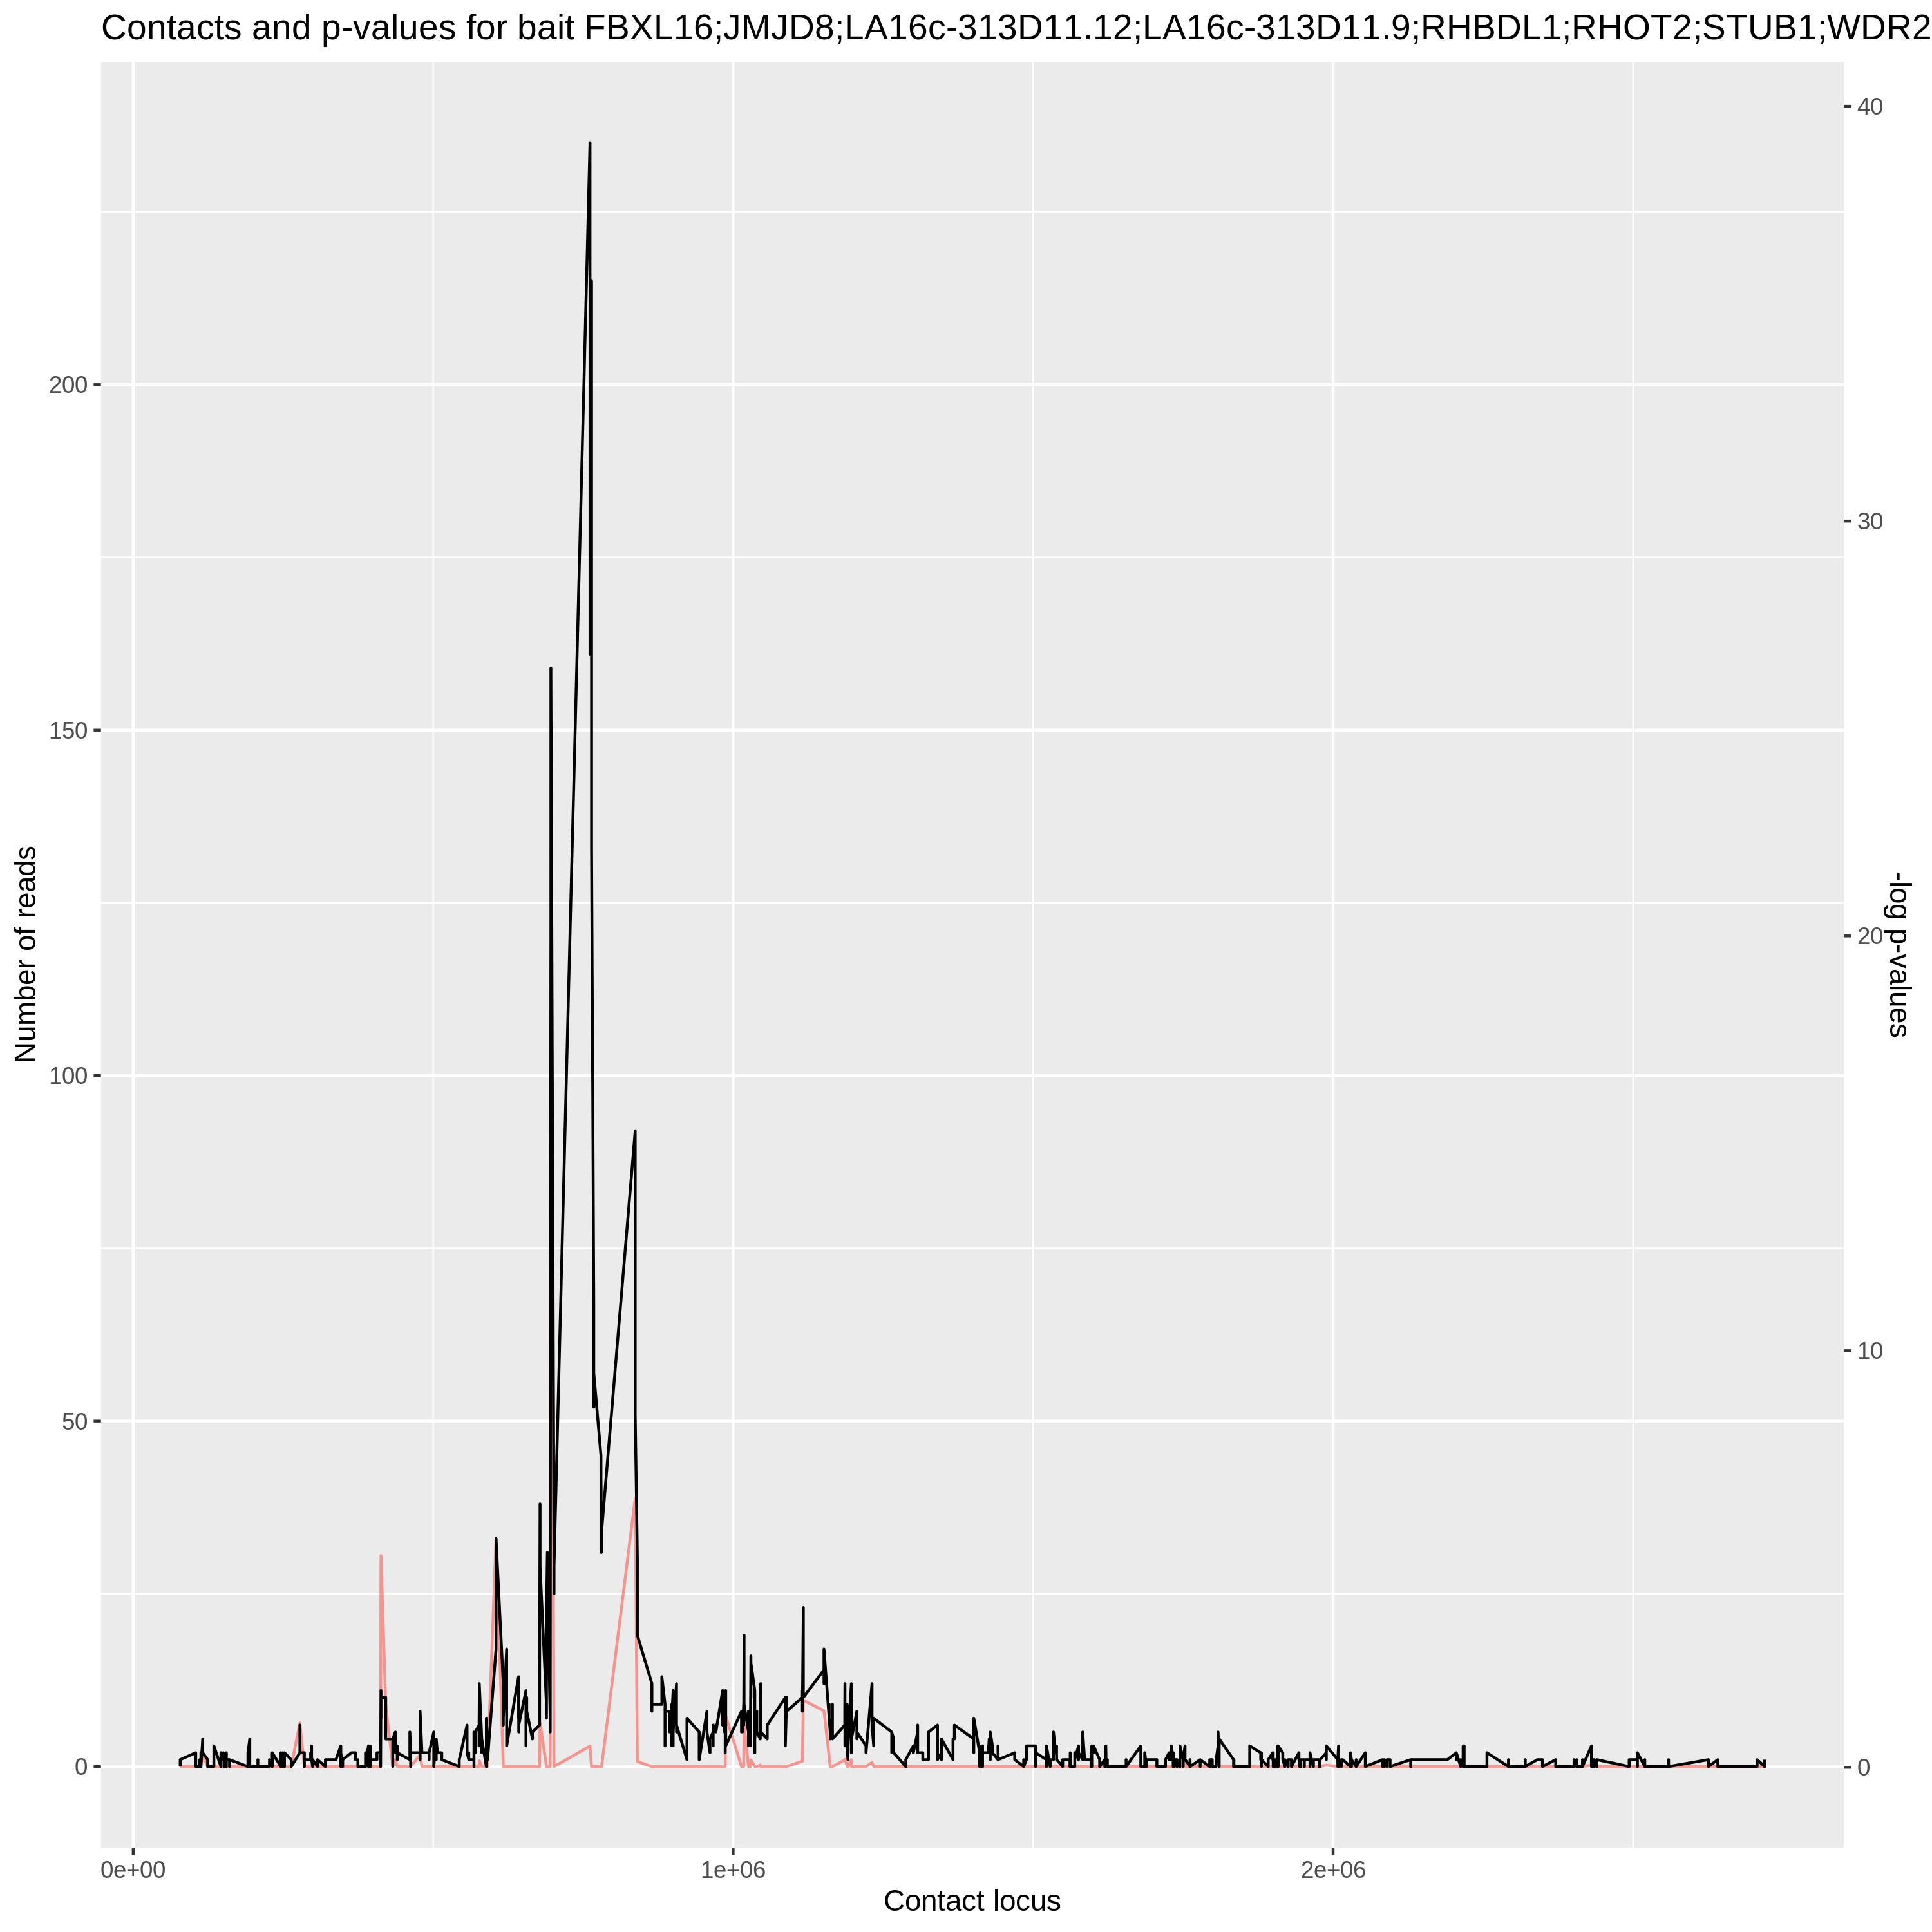 Contacts and p-values for bait FBXL16;JMJD8;LA16c-313D11.12;LA16c-313D11.9;RHBDL1;RHOT2;STUB1;WDR2
40
200
30
150
Number of reads
-log p-values
20
100
10
50
0
0
0e+00
1e+06
2e+06
Contact locus